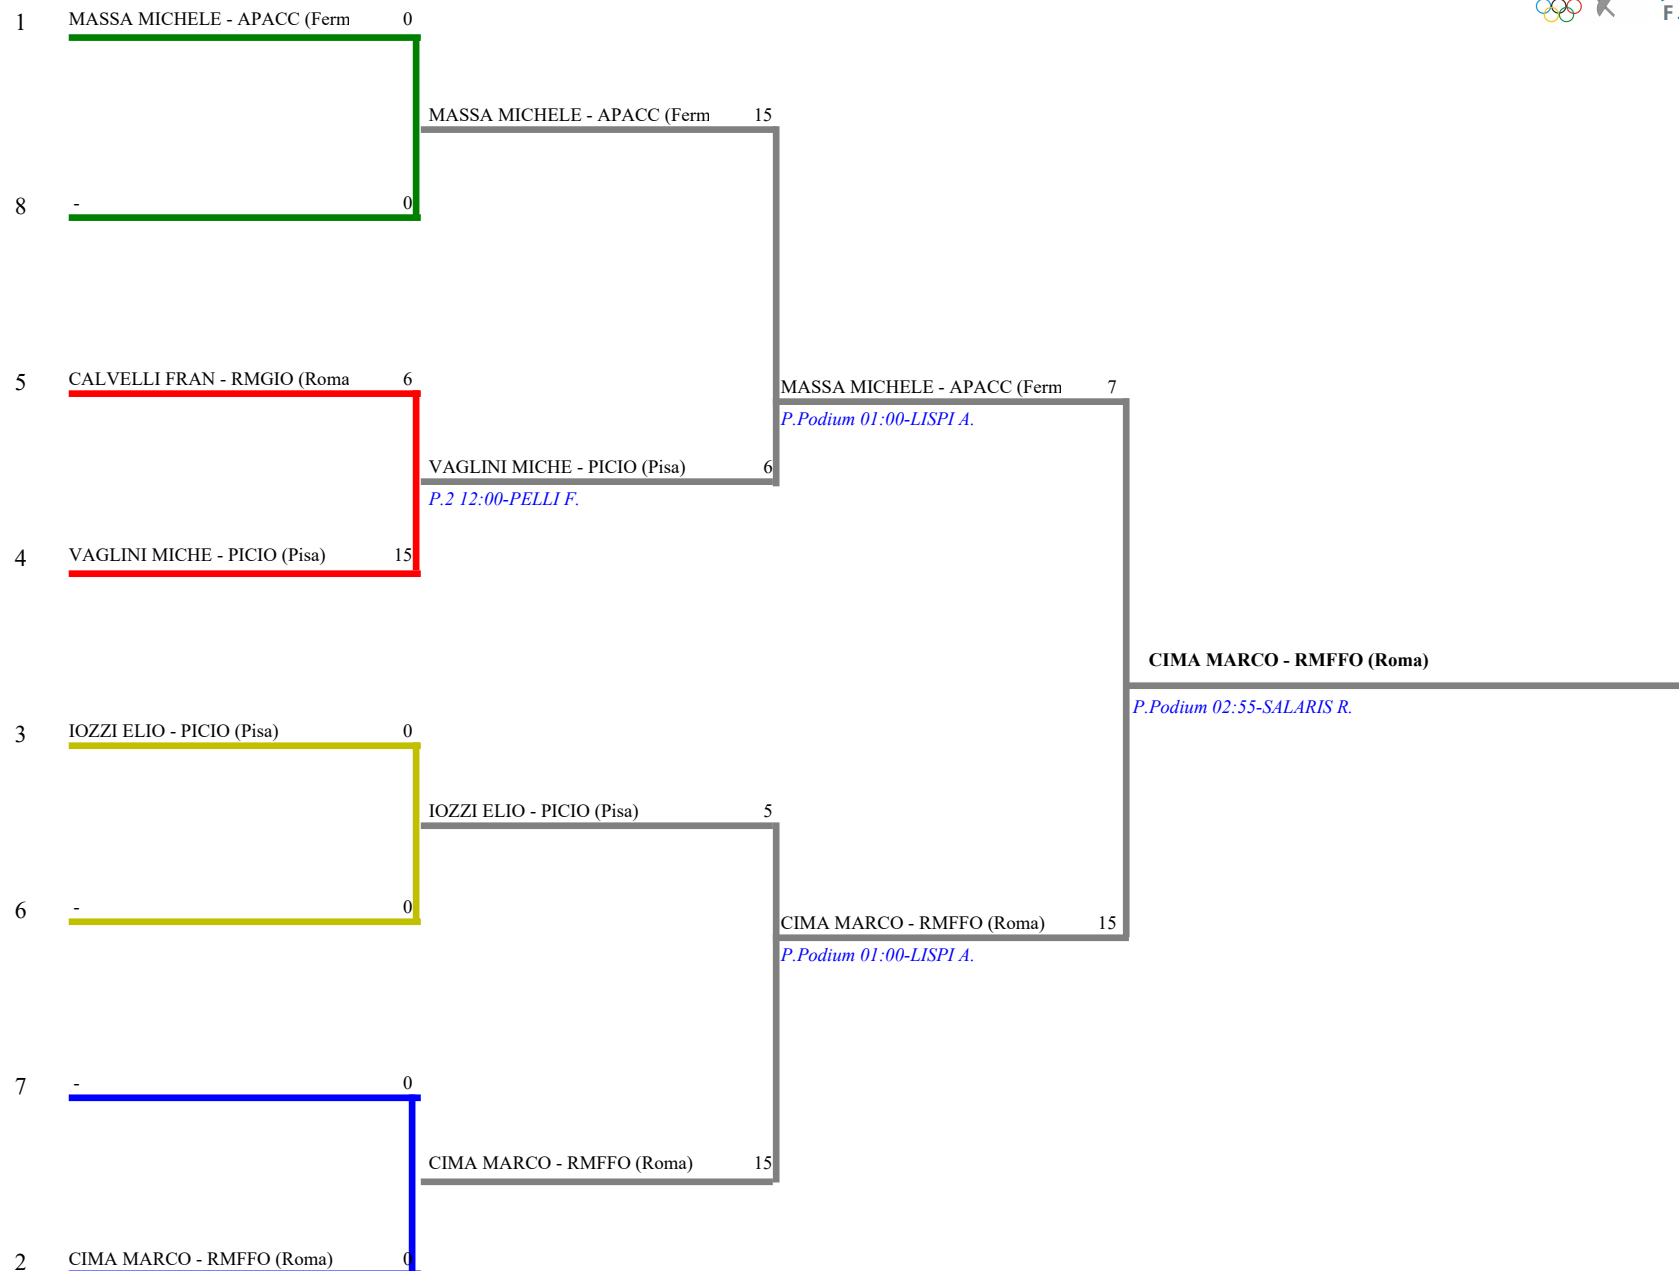 1 MASSA MICHELE - APACC (Ferm 0
F
MASSA MICHELE - APACC (Ferm 15
8 - 0
5 CALVELLI FRAN - RMGIO (Roma 6
MASSA MICHELE - APACC (Ferm 7
P.Podium 01:00-LISPI A.
VAGLINI MICHE - PICIO (Pisa) 6
P.2 12:00-PELLI F.
4 VAGLINI MICHE - PICIO (Pisa) 15
CIMA MARCO - RMFFO (Roma)
P.Podium 02:55-SALARIS R.
3 IOZZI ELIO - PICIO (Pisa) 0
IOZZI ELIO - PICIO (Pisa) 5
6 - 0
CIMA MARCO - RMFFO (Roma) 15
P.Podium 01:00-LISPI A.
7 - 0
CIMA MARCO - RMFFO (Roma) 15
2 CIMA MARCO - RMFFO (Roma) 0